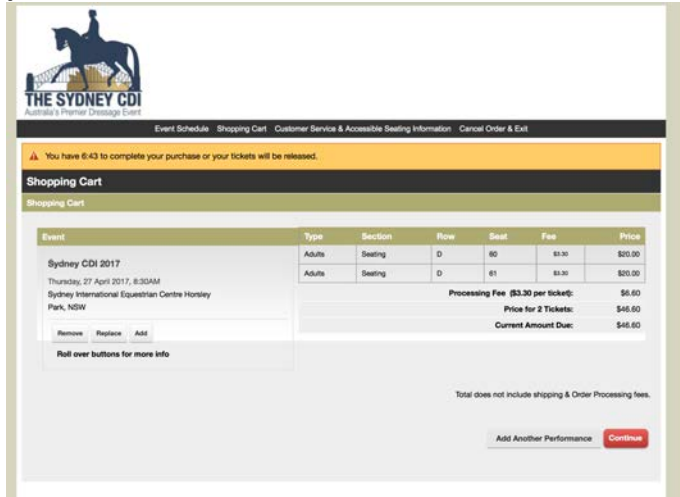 THE SYDNEY CDI
Australia's Premier Dressage Event
Event Schedule Shopping Cart Customer Service & Accessible Seating Information Cancel Order & Exit
You have 6:43 to complete your purchase or your tickets will be released.
Shopping Cart
Shopping Cart
Event Type Section Row Seat Fee Price
Sydney CDI 2017
Thursday, 27 April 2017, 8:30AM
Sydney International Equestrian Centre Horsley
Park, NSW
Adults Seating D 60 $3.30 $20.00
Adults Seating D 61 $3.30 $20.00
Processing Fee ($3.30 per ticket): $6.60
Price for 2 Tickets: $46.60
Current Amount Due: $46.60
Remove Replace Add
Roll over buttons for more info
Total does not include shipping & Order Processing fees.
Add Another Performance Continue